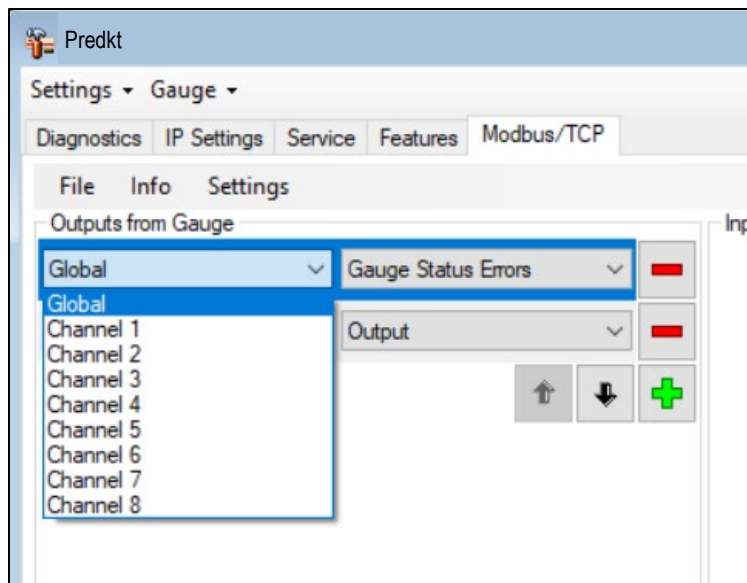 Predkt
Settings Gauge
Diagnostics IP Settings Service Features Modbus/TCP
File Info Settings
Outputs from Gauge
Global Gauge Status Errors
Global
Channel 1
Output
Channel 2
Channel 3
Channel 4
Channel 5
Channel 6
Channel 7
Channel 8